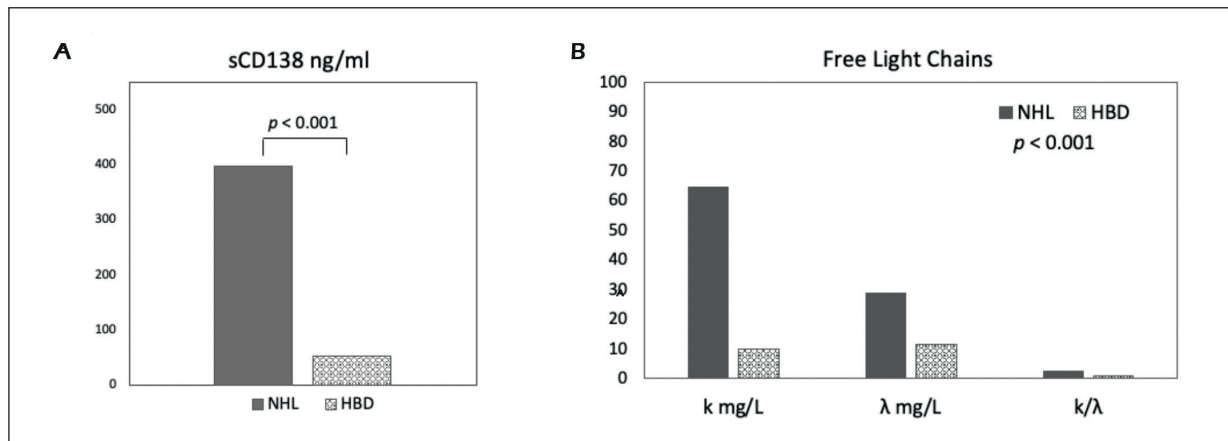 A
sCD138 ng/ml
500
400
300
200
100
0
p < 0.001
NHL HBD
B
Free Light Chains
100
90
80
70
60
50
40
30
20
10
0
NHL HBD
p < 0.001
k mg/L λ mg/L k/λ